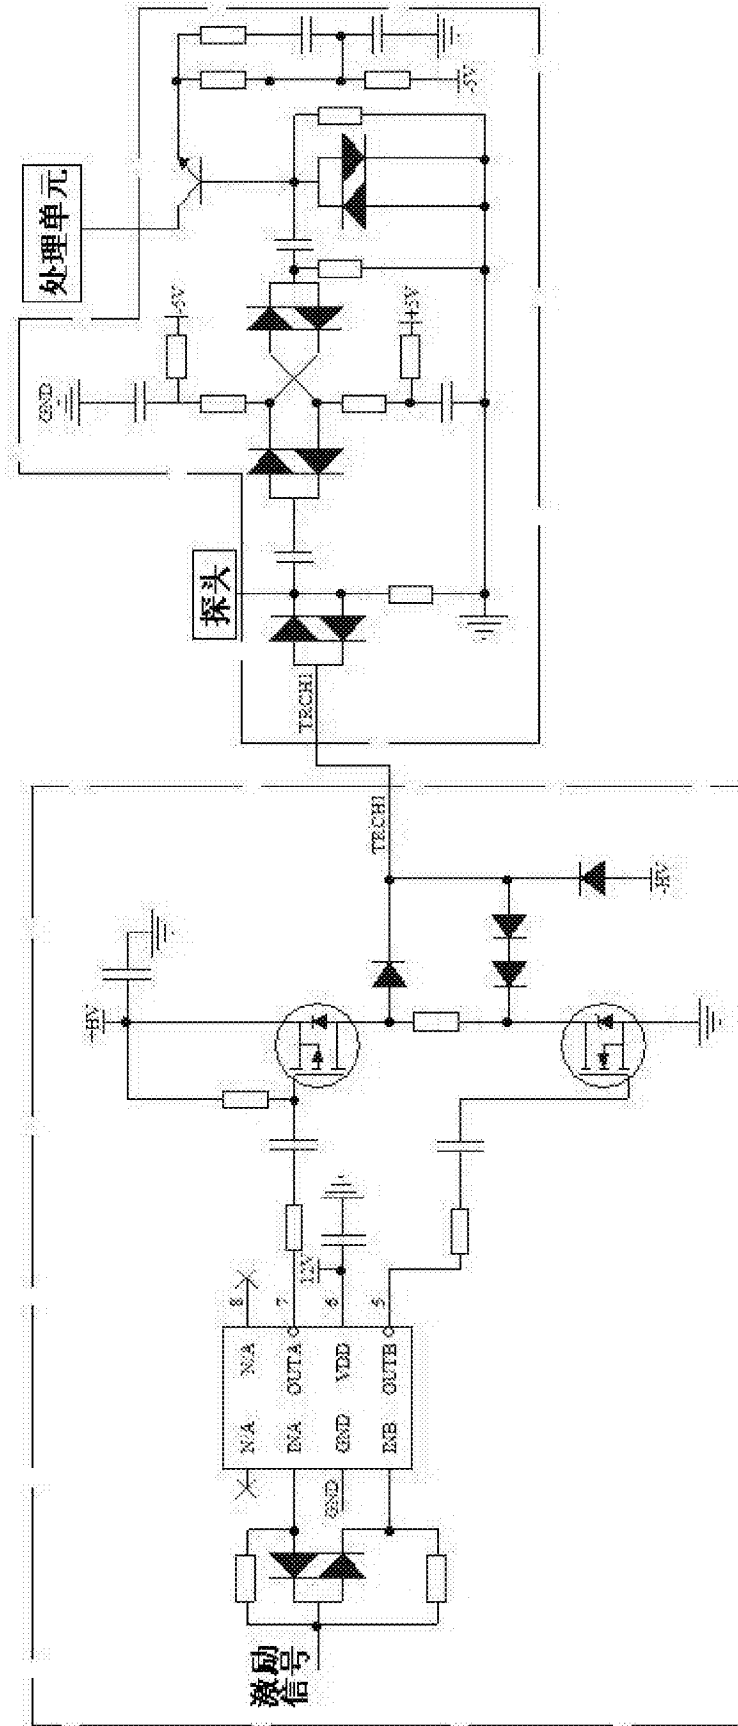 激励
信号
N/A
N/A
INA
OUTA
GND
VDD
INB
OUTB
8
7
6
5
GND
12V
+HV
-HV
TRCH1
TRCH1
探头
GND
+5V
+5V
处理单元
-5V